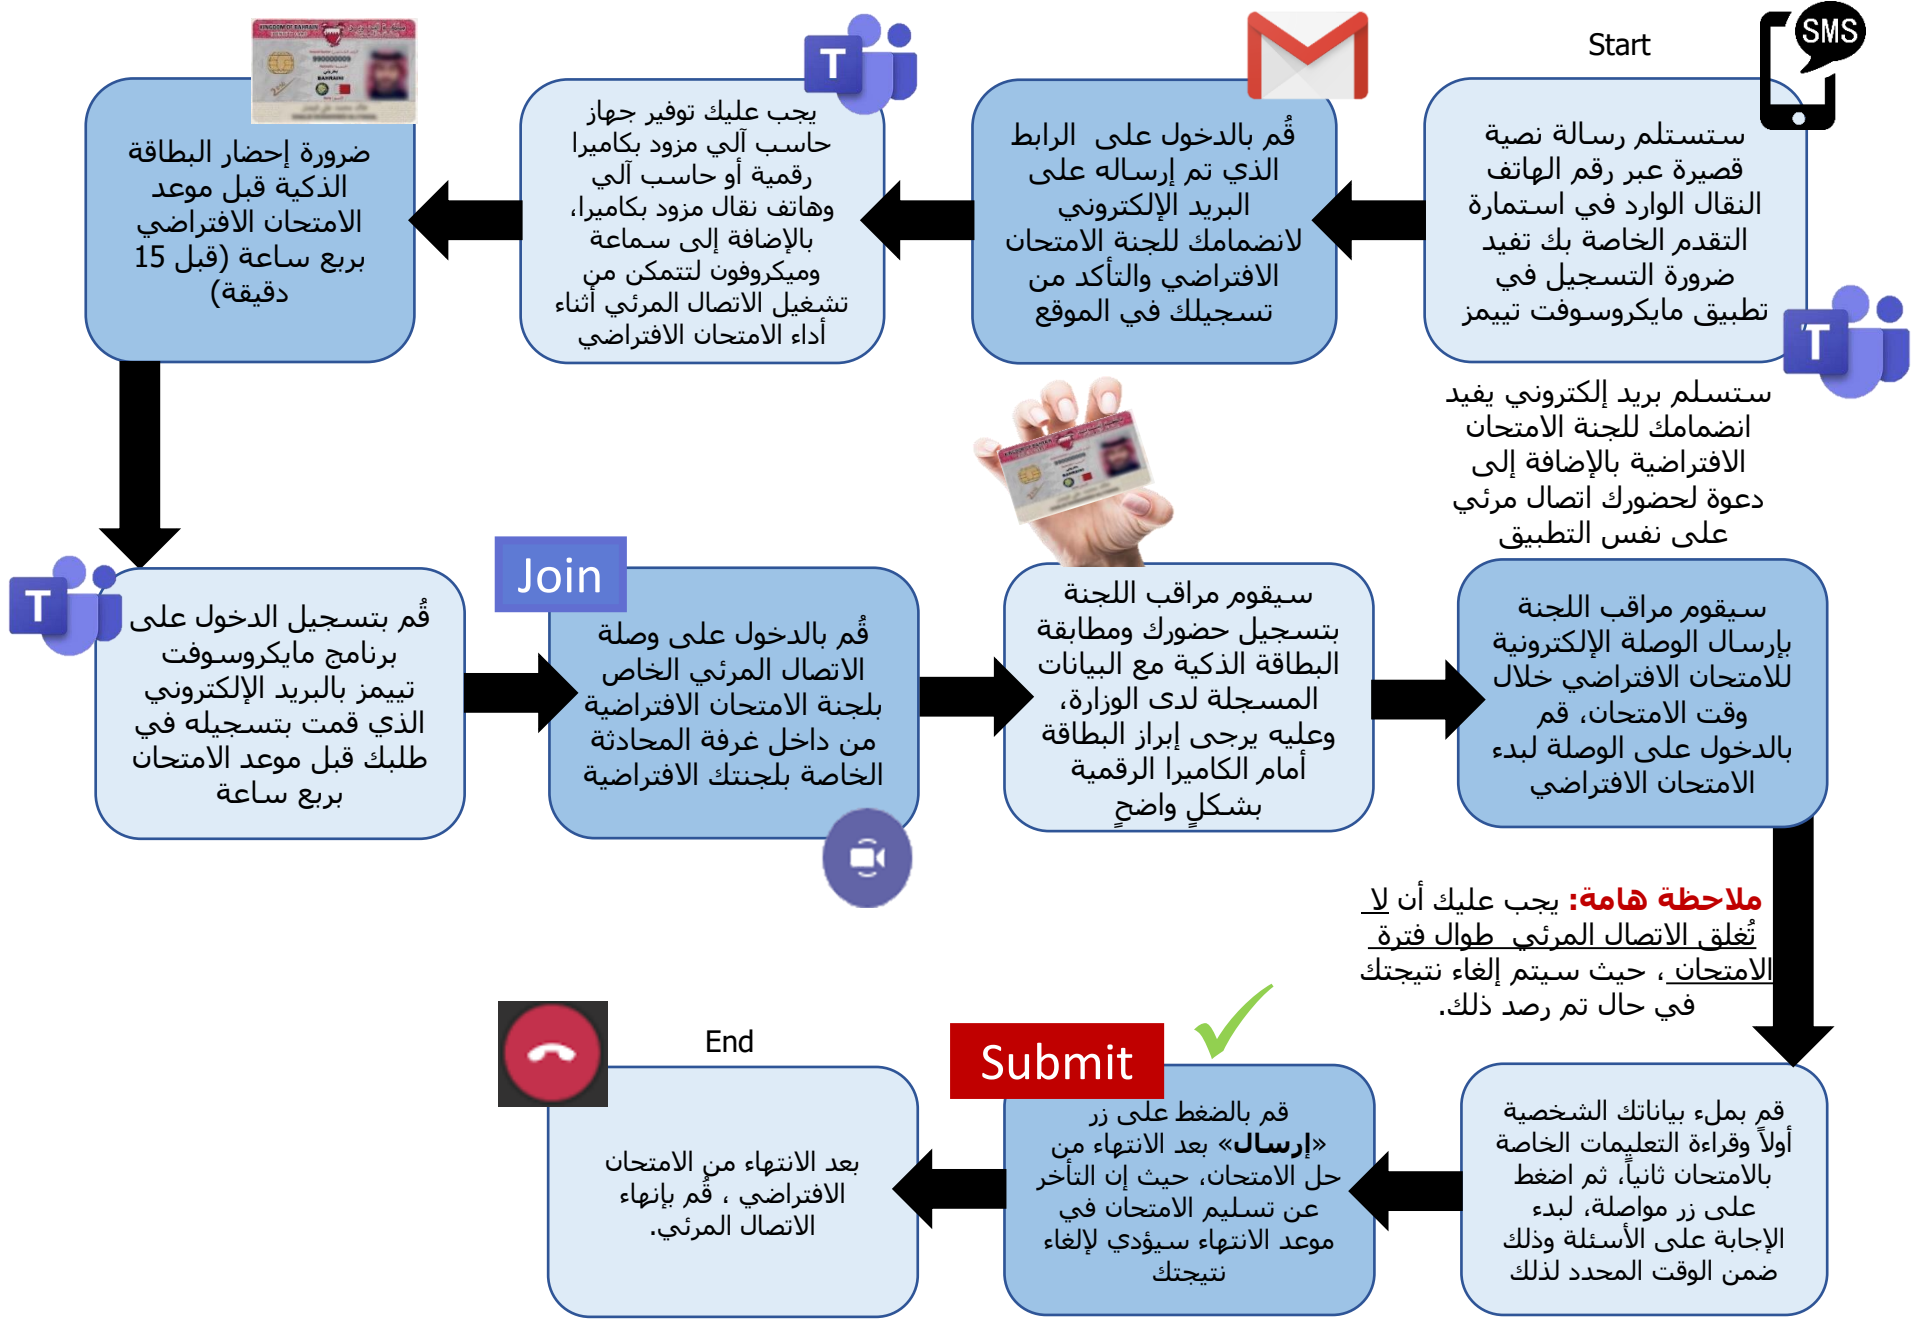 Start
SMS
ستستلم رسالة نصية
قصيرة عبر رقم الهاتف
النقال الوارد في استمارة
التقدم الخاصة بك تفيد
ضرورة التسجيل في
تطبيق مايكروسوفت تييمز
T
ستسلم بريد إلكتروني يفيد
انضمامك للجنة الامتحان
الافتراضية بالإضافة إلى
دعوة لحضورك اتصال مرئي
على نفس التطبيق
قُم بالدخول على الرابط
الذي تم إرساله على
البريد الإلكتروني
لانضمامك للجنة الامتحان
الافتراضي والتأكد من
تسجيلك في الموقع
T
يجب عليك توفير جهاز
حاسب آلي مزود بكاميرا
رقمية أو حاسب آلي
وهاتف نقال مزود بكاميرا،
بالإضافة إلى سماعة
وميكروفون لتتمكن من
تشغيل الاتصال المرئي أثناء
أداء الامتحان الافتراضي
KINGDOM OF BAHRAIN
BAHRAINI
ضرورة إحضار البطاقة
الذكية قبل موعد
الامتحان الافتراضي
بربع ساعة (قبل 15
دقيقة)
T
قُم بتسجيل الدخول على
برنامج مايكروسوفت
تييمز بالبريد الإلكتروني
الذي قمت بتسجيله في
طلبك قبل موعد الامتحان
بربع ساعة
Join
قُم بالدخول على وصلة
الاتصال المرئي الخاص
بلجنة الامتحان الافتراضية
من داخل غرفة المحادثة
الخاصة بلجنتك الافتراضية
سيقوم مراقب اللجنة
بتسجيل حضورك ومطابقة
البطاقة الذكية مع البيانات
المسجلة لدى الوزارة،
وعليه يرجى إبراز البطاقة
أمام الكاميرا الرقمية
بشكلٍ واضحٍ
سيقوم مراقب اللجنة
بإرسال الوصلة الإلكترونية
للامتحان الافتراضي خلال
وقت الامتحان، قم
بالدخول على الوصلة لبدء
الامتحان الافتراضي
ملاحظة هامة: يجب عليك أن لا
تُغلق الاتصال المرئي طوال فترة
الامتحان ، حيث سيتم إلغاء نتيجتك
في حال تم رصد ذلك.
قم بملء بياناتك الشخصية
أولاً وقراءة التعليمات الخاصة
بالامتحان ثانياً، ثم اضغط
على زر مواصلة، لبدء
الإجابة على الأسئلة وذلك
ضمن الوقت المحدد لذلك
Submit
قم بالضغط على زر
«إرسال» بعد الانتهاء من
حل الامتحان، حيث إن التأخر
عن تسليم الامتحان في
موعد الانتهاء سيؤدي لإلغاء
نتيجتك
End
بعد الانتهاء من الامتحان
الافتراضي ، قُم بإنهاء
الاتصال المرئي.